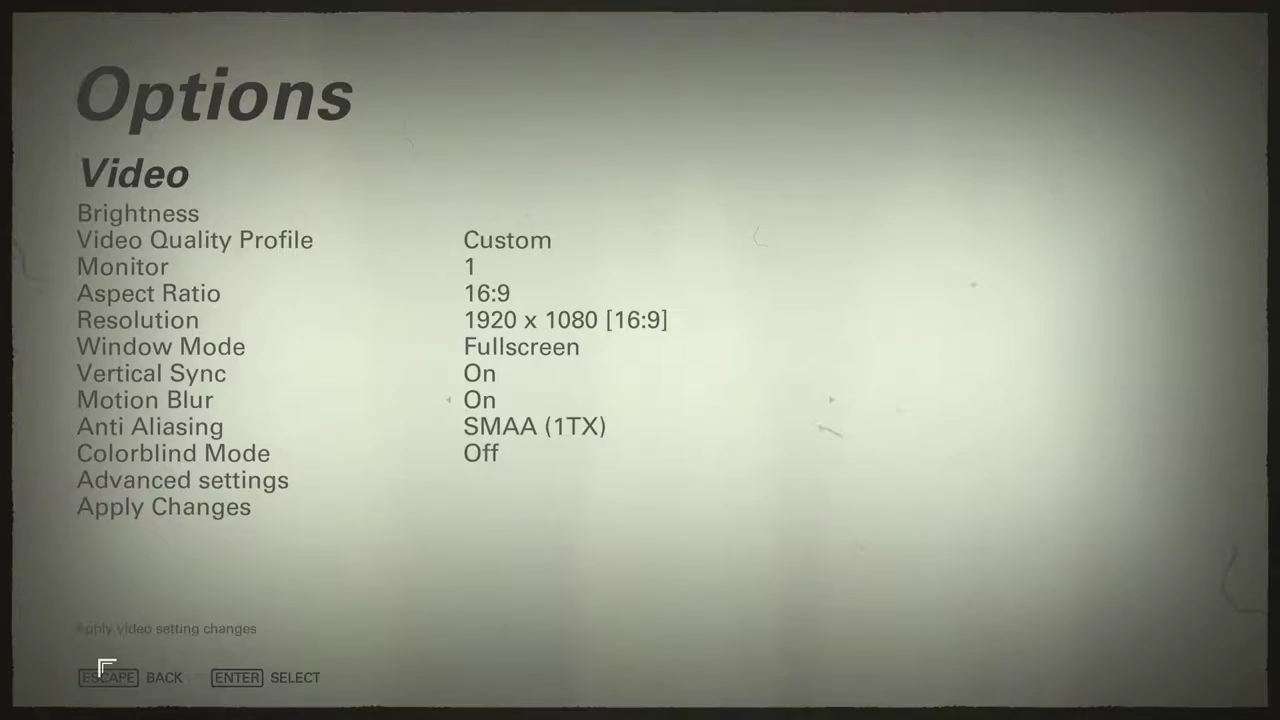 Options
Video
Brightness
Video Quality Profile Custom
Monitor 1
Aspect Ratio 16:9
Resolution 1920 x 1080 [16:9]
Window Mode Fullscreen
Vertical Sync On
Motion Blur On
Anti Aliasing SMAA (1TX)
Colorblind Mode Off
Advanced settings
Apply Changes
Apply video setting changes
ESCAPE BACK ENTER SELECT